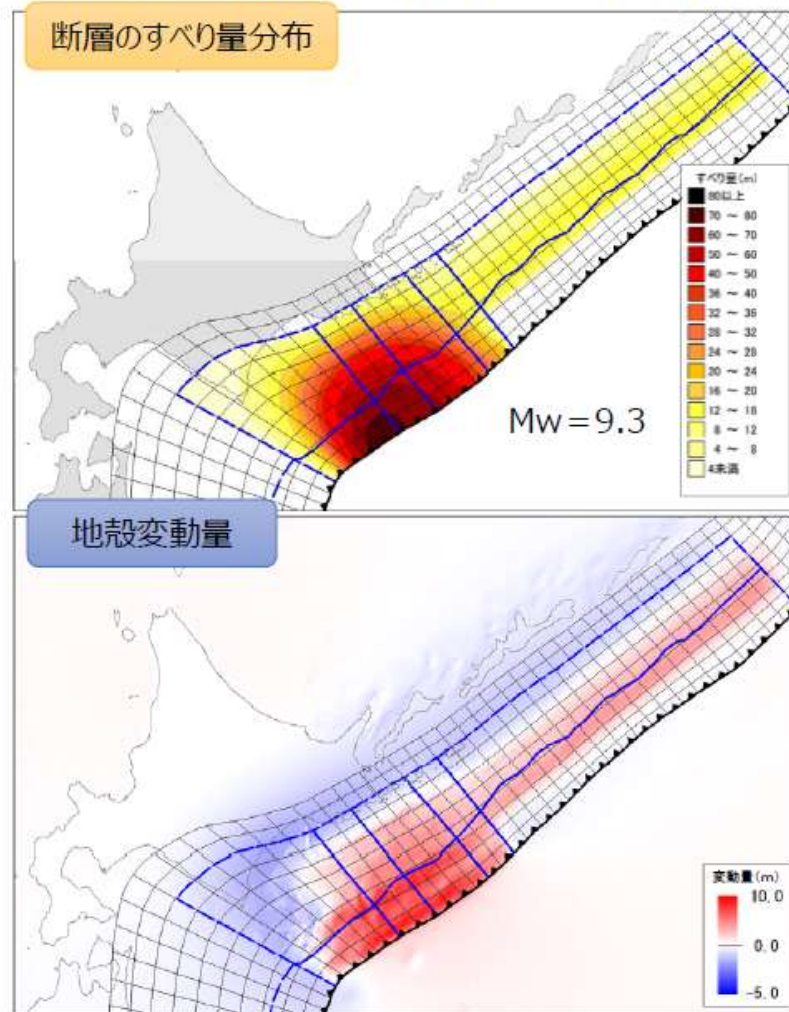 断層のすべり量分布
すべり量(m)
80以上
70 ～ 80
60 ～ 70
50 ～ 60
40 ～ 50
36 ～ 40
32 ～ 36
28 ～ 32
24 ～ 28
20 ～ 24
16 ～ 20
12 ～ 16
8 ～ 12
4 ～ 8
4未満
Mw＝9.3
地殻変動量
変動量(m)
10.0
0.0
-5.0